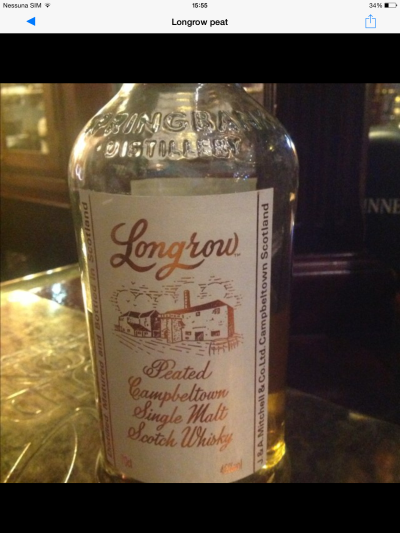 Nessuna SIM
15:55
34%
Longrow peat
SPRINGBANK
DISTILLERY
Longrow
Peated
Campbeltown
Single Malt
Scotch Whisky
J.&A.Mitchell & Co.Ltd.Campbeltown Scotland